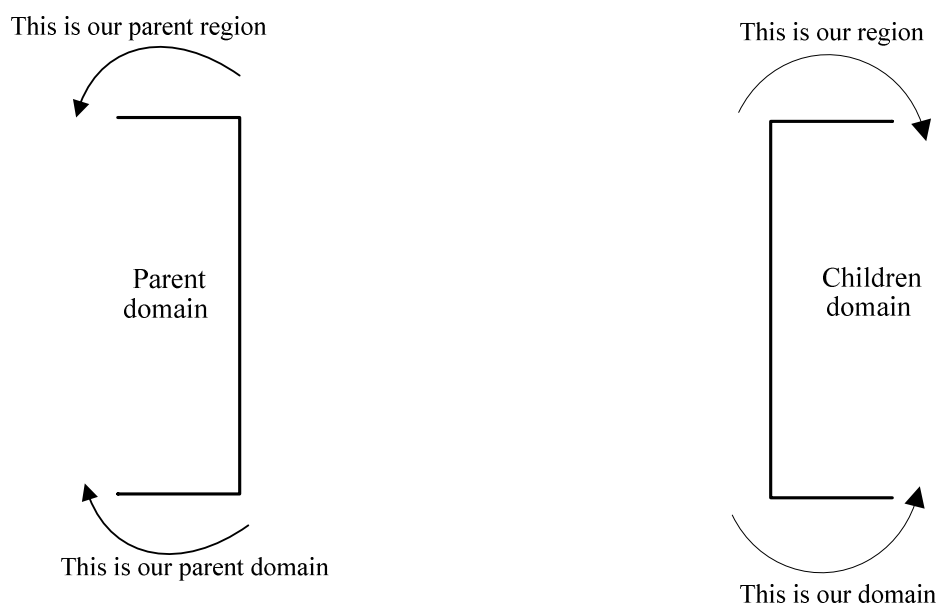 This is our parent region
This is our region
Parent
domain
Children
domain
This is our parent domain
This is our domain